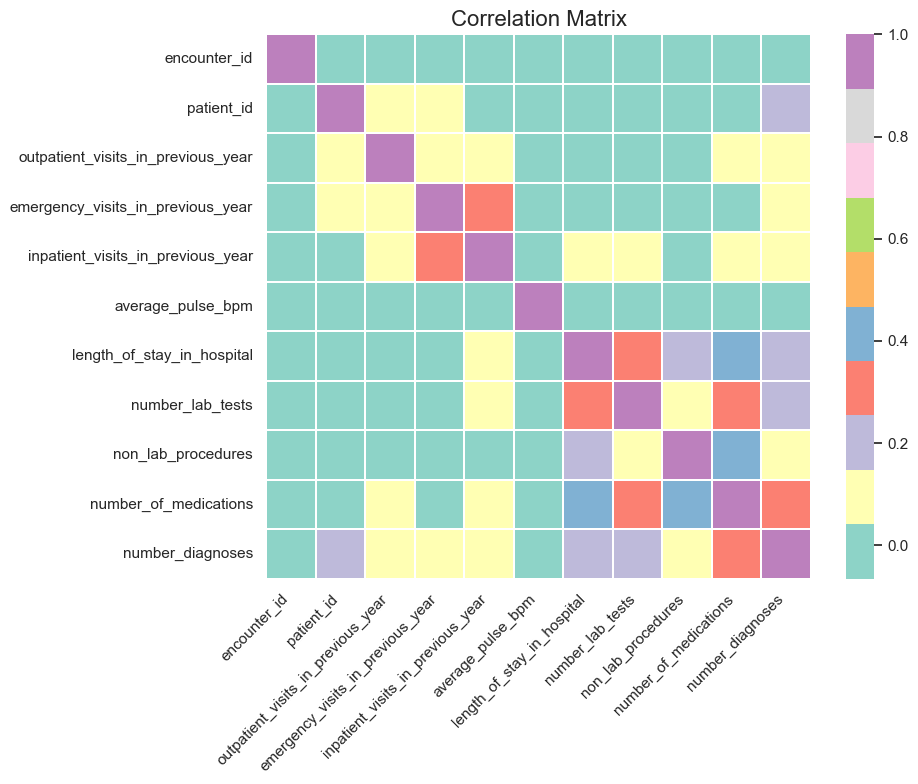 Correlation Matrix
encounter_id
patient_id
outpatient_visits_in_previous_year
emergency_visits_in_previous_year
inpatient_visits_in_previous_year
average_pulse_bpm
length_of_stay_in_hospital
number_lab_tests
non_lab_procedures
number_of_medications
number_diagnoses
encounter_id
patient_id
outpatient_visits_in_previous_year
emergency_visits_in_previous_year
inpatient_visits_in_previous_year
average_pulse_bpm
length_of_stay_in_hospital
number_lab_tests
non_lab_procedures
number_of_medications
number_diagnoses
1.0
0.8
0.6
0.4
0.2
0.0